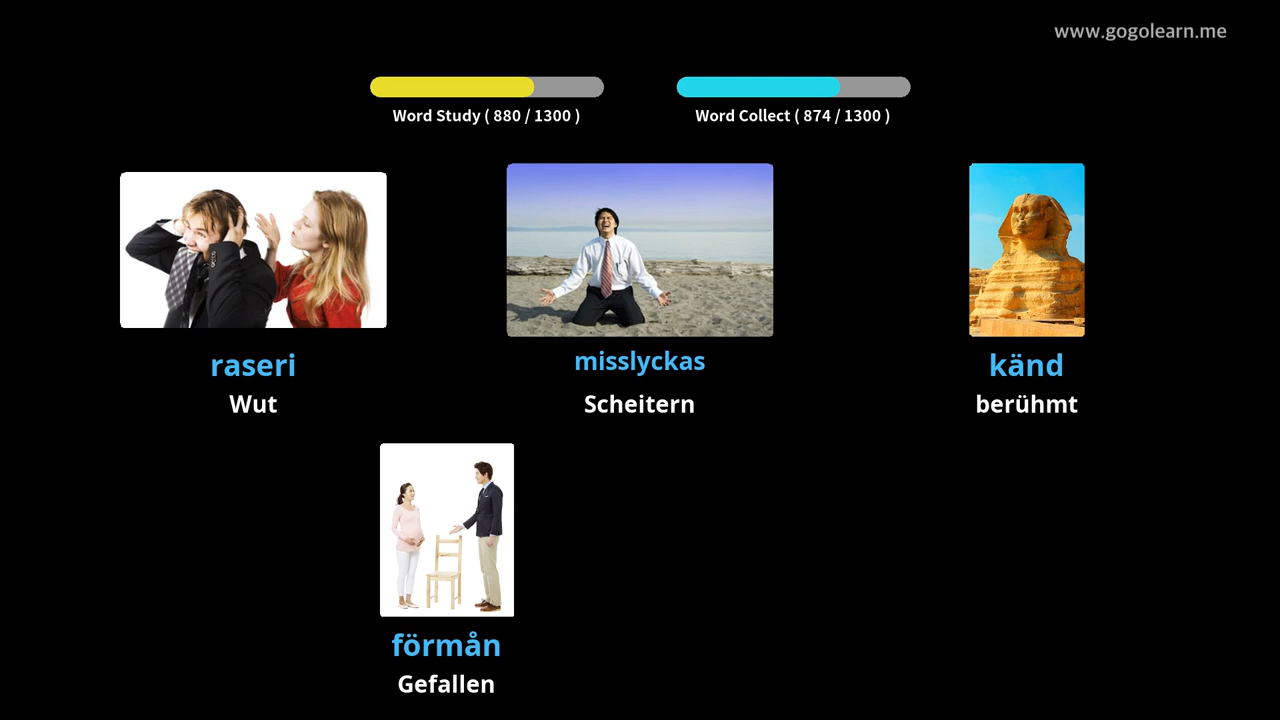 www.gogolearn.me
Word Study ( 880 / 1300 )
Word Collect ( 874 / 1300 )
raseri
Wut
misslyckas
Scheitern
känd
berühmt
förmån
Gefallen